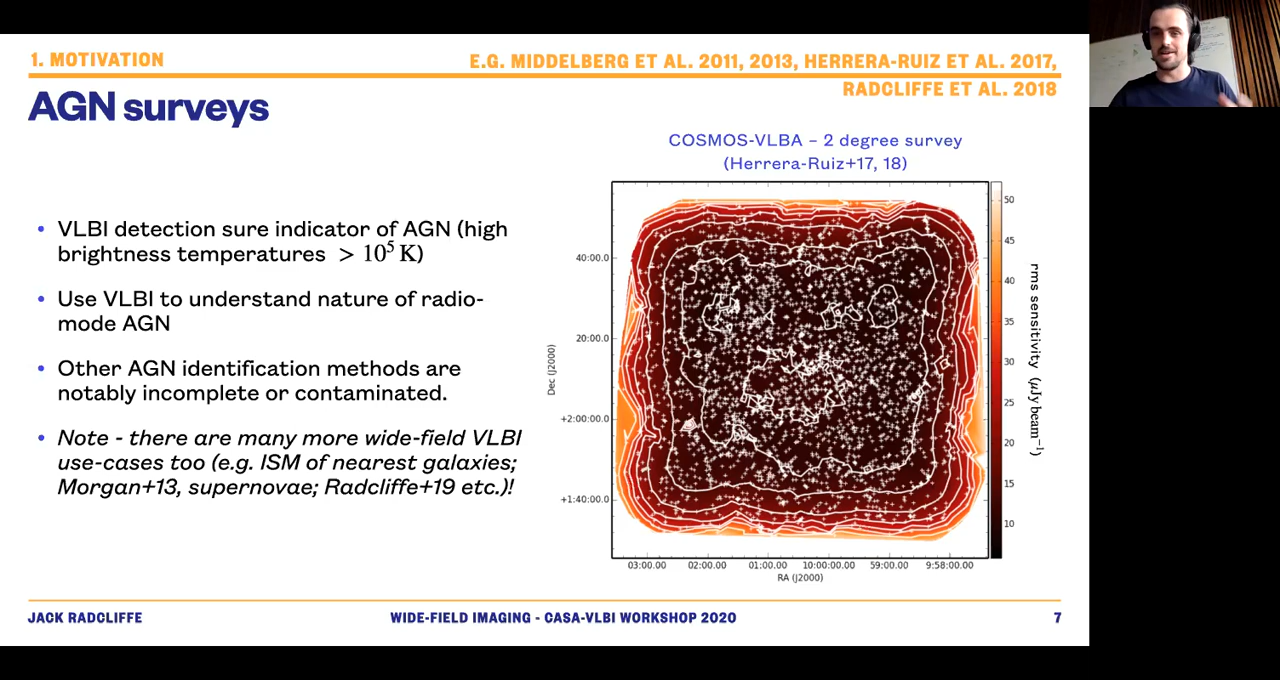 1. MOTIVATION
E.G. MIDDELBERG ET AL. 2011, 2013, HERRERA-RUIZ ET AL. 2017,
RADCLIFFE ET AL. 2018
AGN surveys
• VLBI detection sure indicator of AGN (high
brightness temperatures > 10⁵ K)
• Use VLBI to understand nature of radio-
mode AGN
• Other AGN identification methods are
notably incomplete or contaminated.
• Note - there are many more wide-field VLBI
use-cases too (e.g. ISM of nearest galaxies;
Morgan+13, supernovae; Radcliffe+19 etc.)!
COSMOS-VLBA – 2 degree survey
(Herrera-Ruiz+17, 18)
Dec (J2000)
40:00.0
20:00.0
+2:00:00.0
+1:40:00.0
03:00.00 02:00.00 01:00.00 10:00:00.00 59:00.00 9:58:00.00
RA (J2000)
50
45
40
35
30
25
20
15
10
rms sensitivity (μJy beam⁻¹)
JACK RADCLIFFE
WIDE-FIELD IMAGING - CASA-VLBI WORKSHOP 2020
7